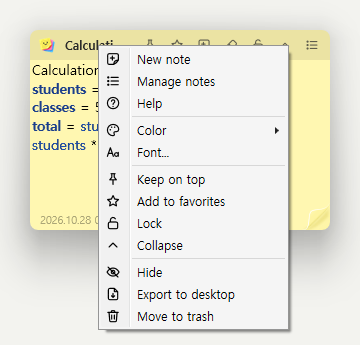 Calculati
Calculation
students =
classes = 5
total = stu
students *
2026.10.28
New note
Manage notes
Help
Color
Font...
Keep on top
Add to favorites
Lock
Collapse
Hide
Export to desktop
Move to trash